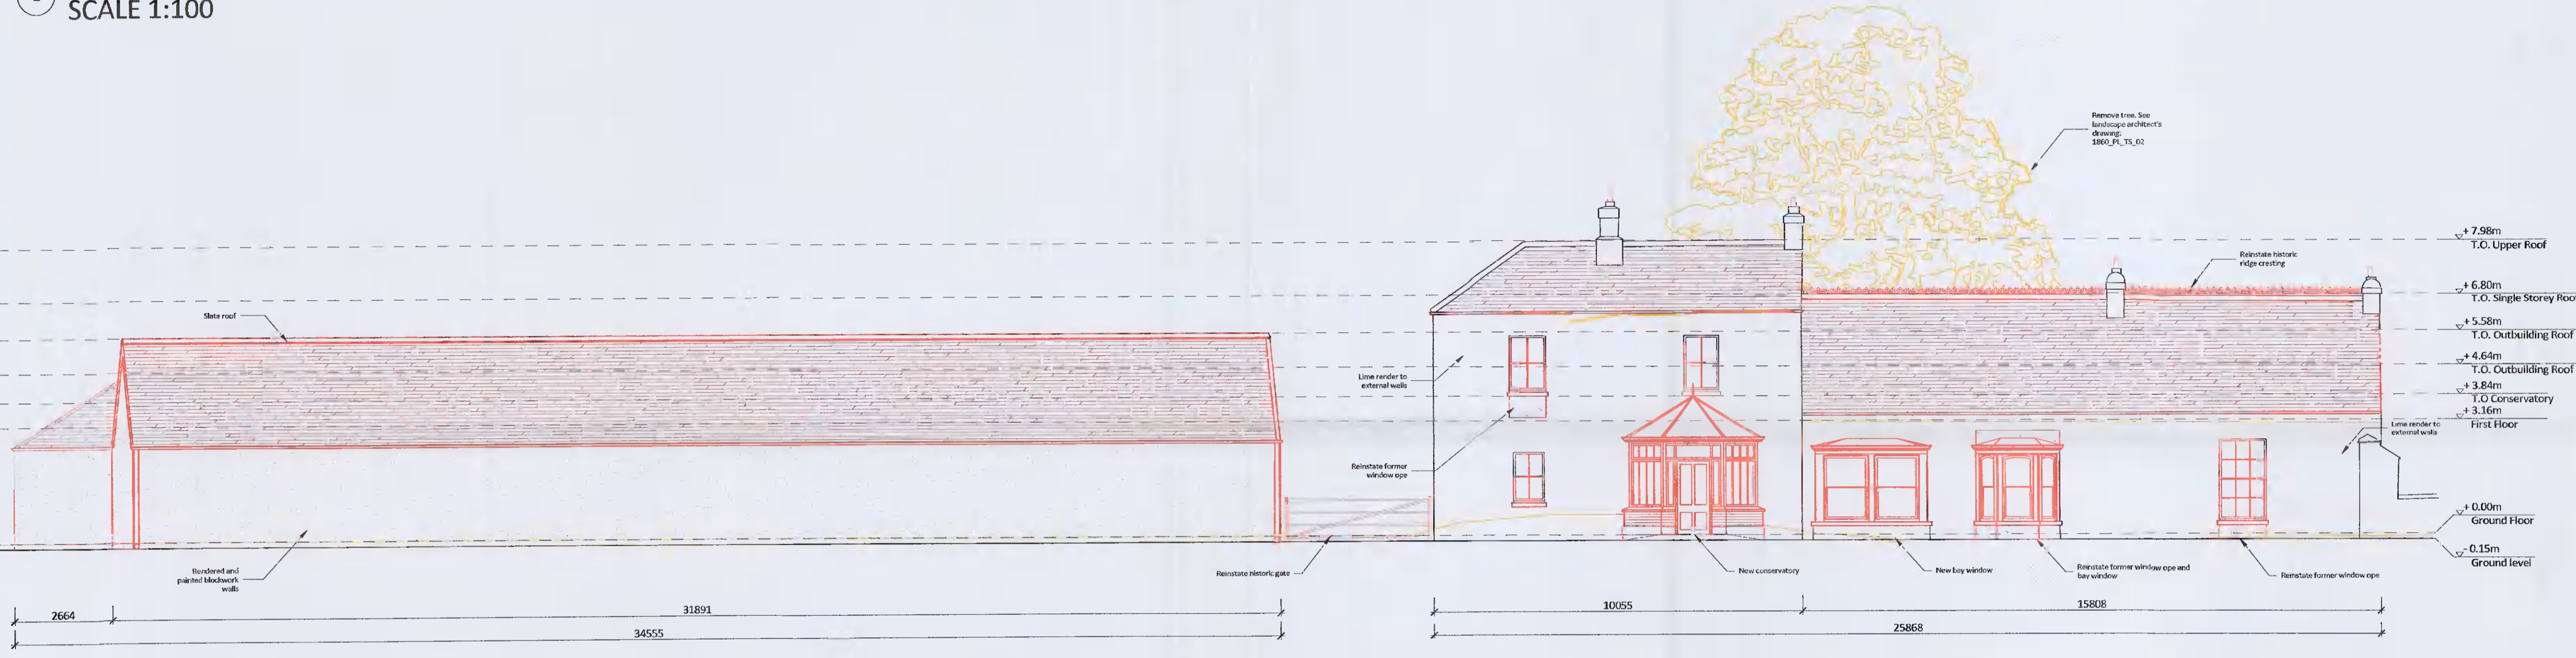 SCALE 1:100
Remove tree. See
landscape architect's
drawing:
1860_PL_TS_02
+ 7.98m
T.O. Upper Roof
Reinstate historic
ridge cresting
+ 6.80m
T.O. Single Storey Roo
Slate roof
+ 5.58m
T.O. Outbuilding Roof
+ 4.64m
T.O. Outbuilding Roof
Lime render to
external walls
+ 3.84m
T.O Conservatory
+ 3.16m
First Floor
Lime render to
external walls
Reinstate former
window ope
+ 0.00m
Ground Floor
- 0.15m
Ground level
Rendered and
painted blockwork
walls
Reinstate historic gate
New conservatory
New bay window
Reinstate former window ope and
bay window
Reinstate former window ope
2664
31891
10055
15808
34555
25868